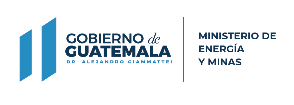 GOBIERNO de
GUATEMALA
DR. ALEJANDRO GIAMMATTEI
MINISTERIO DE
ENERGÍA
Y MINAS